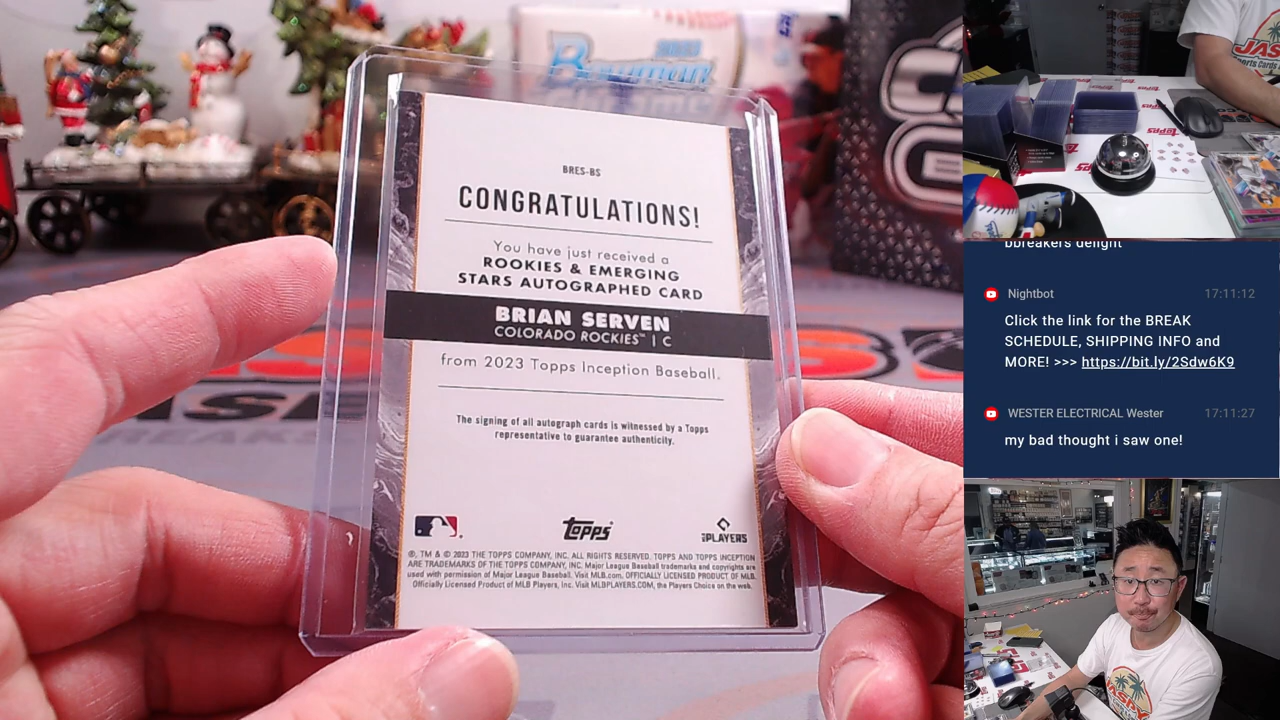 2023
Bowman
BRES-BS
CONGRATULATIONS!
You have just received a
ROOKIES & EMERGING
STARS AUTOGRAPHED CARD
BRIAN SERVEN
COLORADO ROCKIES™ | C
from 2023 Topps Inception Baseball.
The signing of all autograph cards is witnessed by a Topps
representative to guarantee authenticity.
topps
PLAYERS
®, TM & © 2023 THE TOPPS COMPANY, INC. ALL RIGHTS RESERVED. TOPPS AND TOPPS INCEPTION
ARE TRADEMARKS OF THE TOPPS COMPANY, INC. Major League Baseball trademarks and copyrights are
used with permission of Major League Baseball. Visit MLB.com. OFFICIALLY LICENSED PRODUCT OF MLB.
Officially Licensed Product of MLB Players, Inc. Visit MLBPLAYERS.COM, the Players Choice on the web.
JAS
ports Cards
topps
bbreakers delight
Nightbot
17:11:12
Click the link for the BREAK
SCHEDULE, SHIPPING INFO and
MORE! >>> https://bit.ly/2Sdw6K9
WESTER ELECTRICAL Wester
17:11:27
my bad thought i saw one!
JASPY